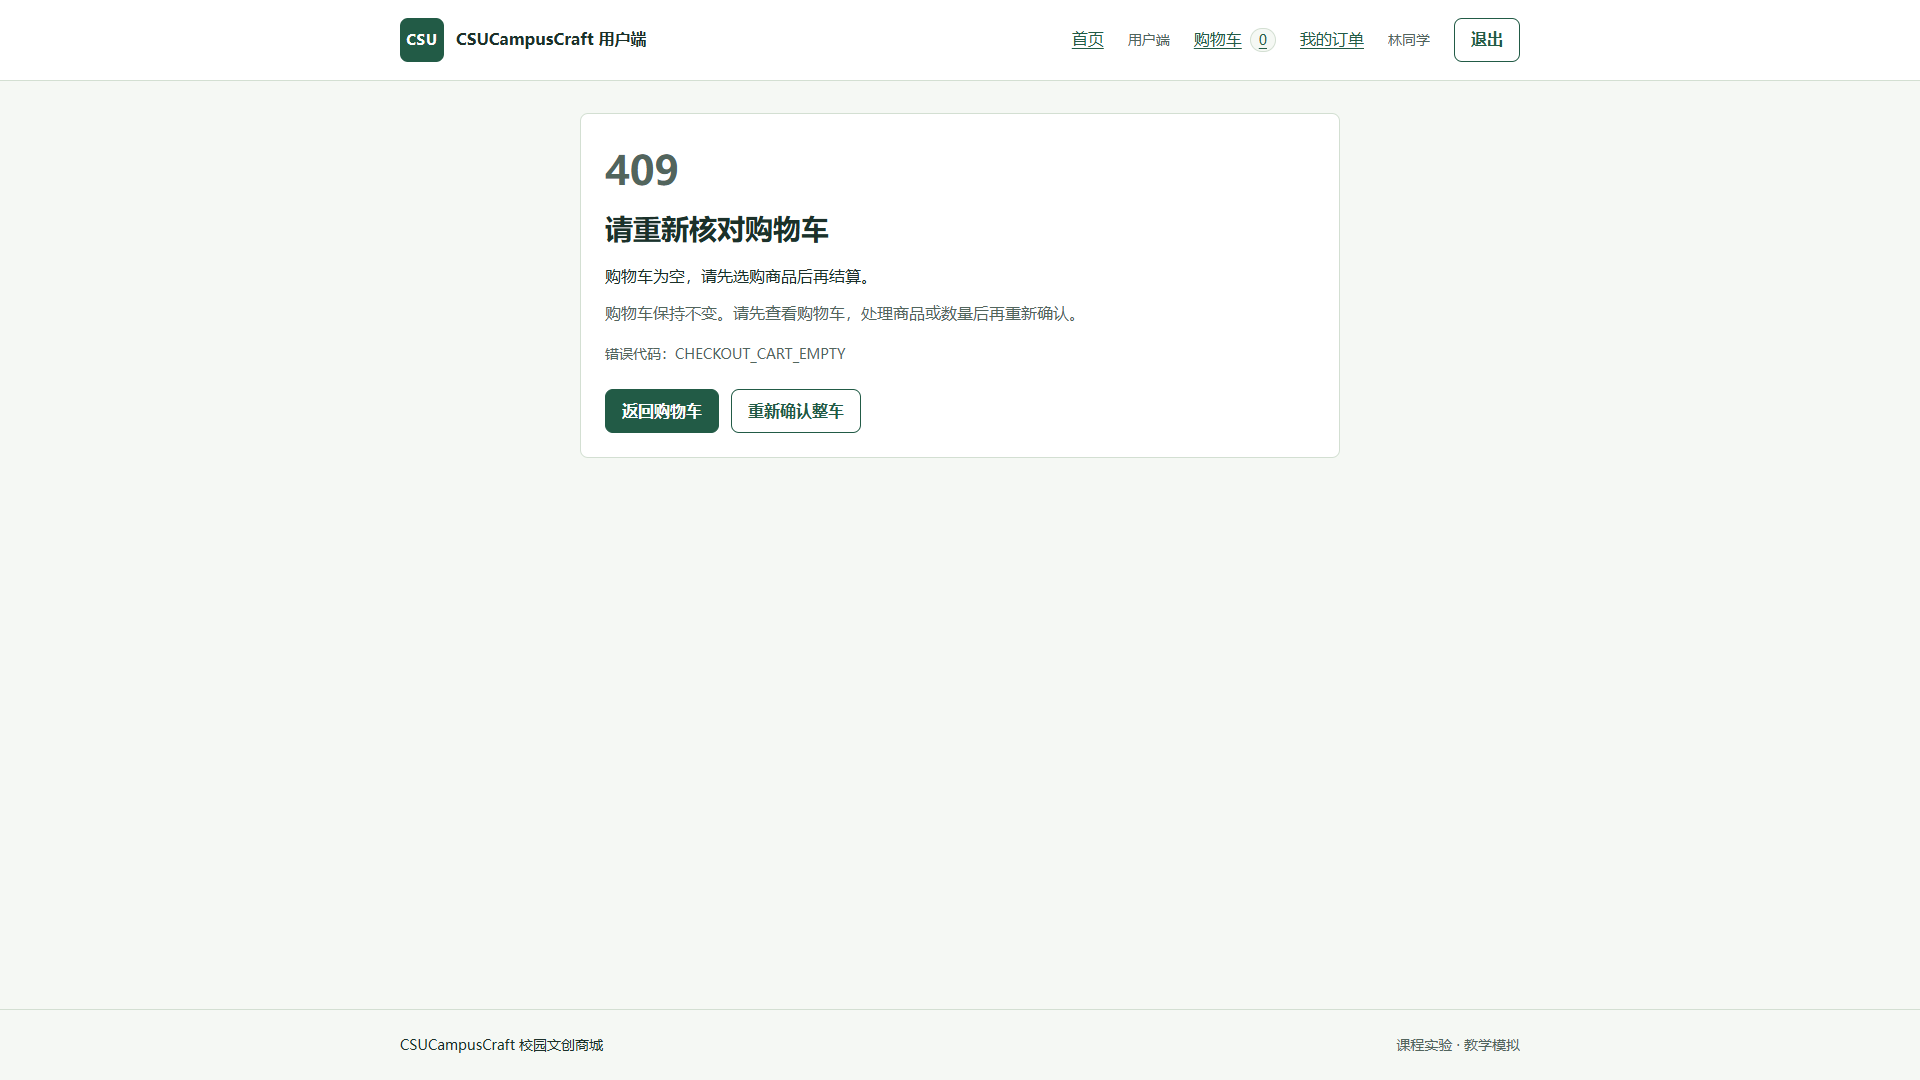 CSU CSUCampusCraft 用户端 首页 用户端 购物车 0 我的订单 林同学 退出
409
请重新核对购物车
购物车为空，请先选购商品后再结算。
购物车保持不变。请先查看购物车，处理商品或数量后再重新确认。
错误代码：CHECKOUT_CART_EMPTY
返回购物车 重新确认整车
CSUCampusCraft 校园文创商城 课程实验 · 教学模拟